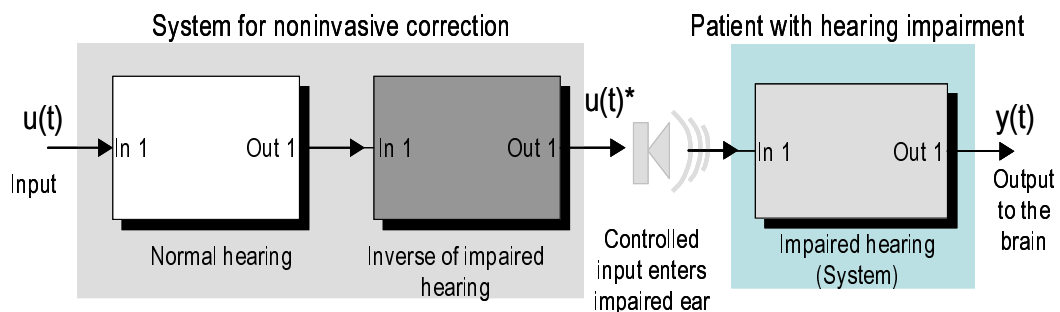 System for noninvasive correction
Patient with hearing impairment
u(t)
Input
In 1
Out 1
Normal hearing
In 1
Out 1
Inverse of impaired
hearing
u(t)*
Controlled
input enters
impaired ear
In 1
Out 1
Impaired hearing
(System)
y(t)
Output
to the
brain